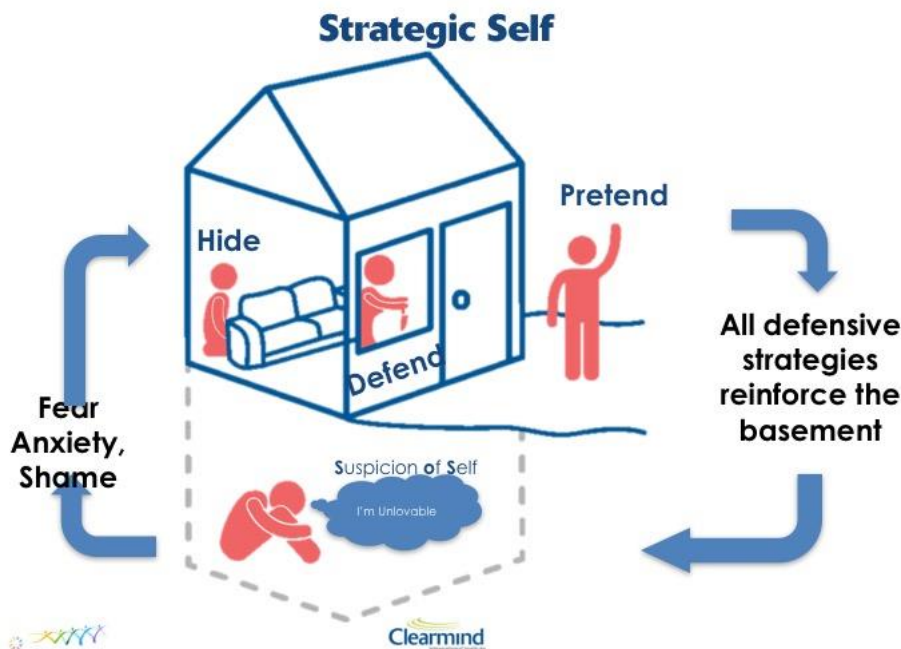 Strategic Self
Pretend
Hide
Defend
All defensive
strategies
reinforce the
basement
Fear
Anxiety,
Shame
Suspicion of Self
I'm Unlovable
Clearmind